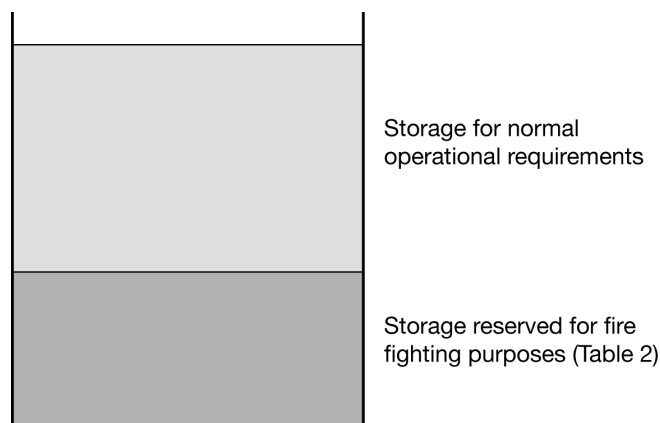 Storage for normal
operational requirements
Storage reserved for fire
fighting purposes (Table 2)